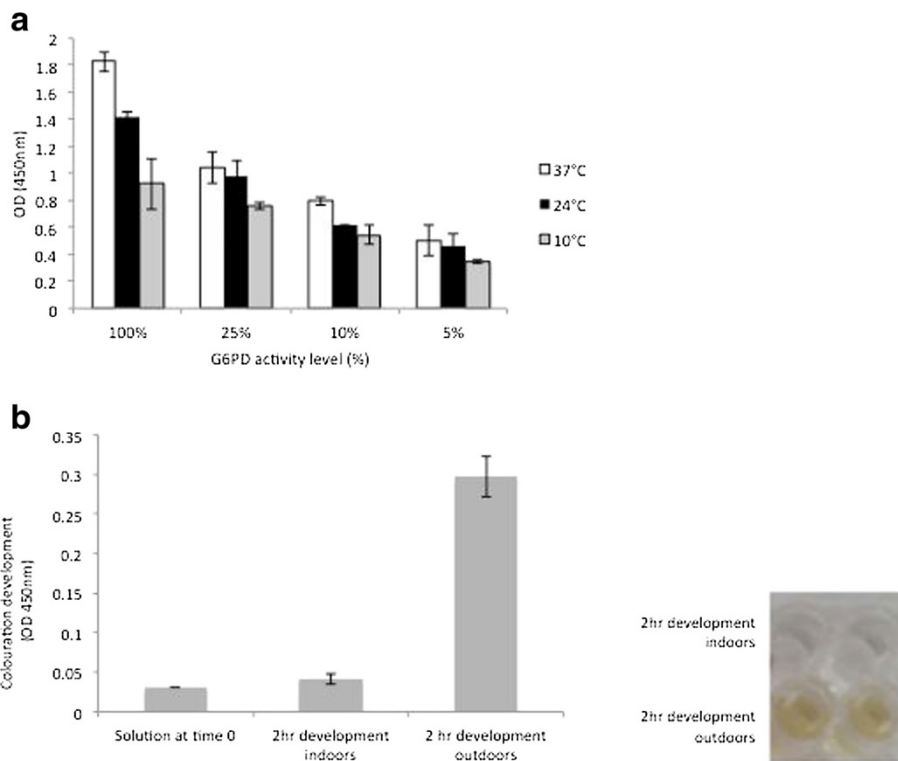 a
2
1.8
1.6
1.4
1.2
1
0.8
0.6
0.4
0.2
0
OD (450nm)
100% 25% 10% 5%
G6PD activity level (%)
37°C
24°C
10°C
b
0.35
0.3
0.25
0.2
0.15
0.1
0.05
0
Colouration development
(OD 450nm)
Solution at time 0 2hr development 2 hr development
indoors outdoors
2hr development
indoors
2hr development
outdoors